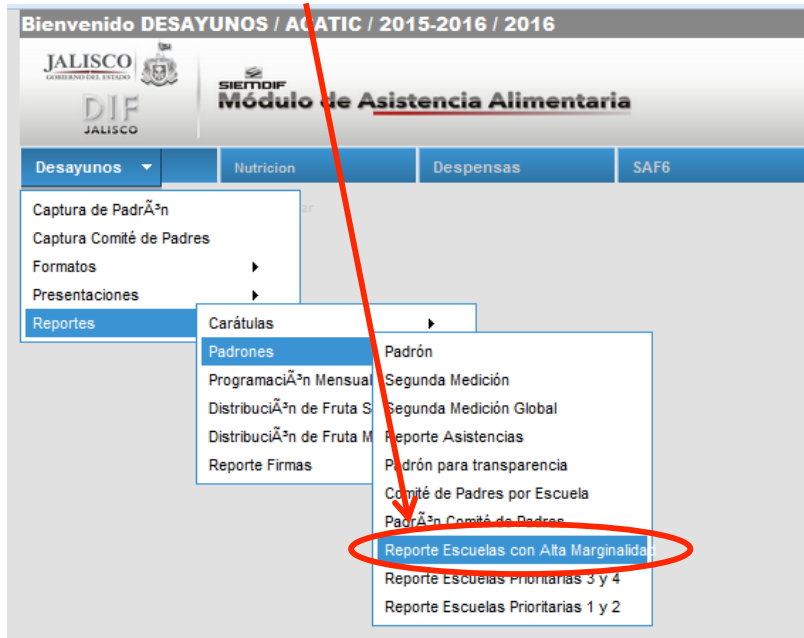 Bienvenido DESAYUNOS / ACATIC / 2015-2016 / 2016
JALISCO
GOBIERNO DEL ESTADO
DIF
JALISCO
SIEMDIF
Módulo de Asistencia Alimentaria
Desayunos Nutricion Despensas SAF6
Captura de PadrÃ³n
ar
Captura Comité de Padres
Formatos
Presentaciones
Reportes
Carátulas
Padrones
ProgramaciÃ³n Mensual
DistribuciÃ³n de Fruta S
DistribuciÃ³n de Fruta M
Reporte Firmas
Padrón
Segunda Medición
Segunda Medición Global
Reporte Asistencias
Padrón para transparencia
Comité de Padres por Escuela
PadrÃ³n Comité de Padres
Reporte Escuelas con Alta Marginalidad
Reporte Escuelas Prioritarias 3 y 4
Reporte Escuelas Prioritarias 1 y 2